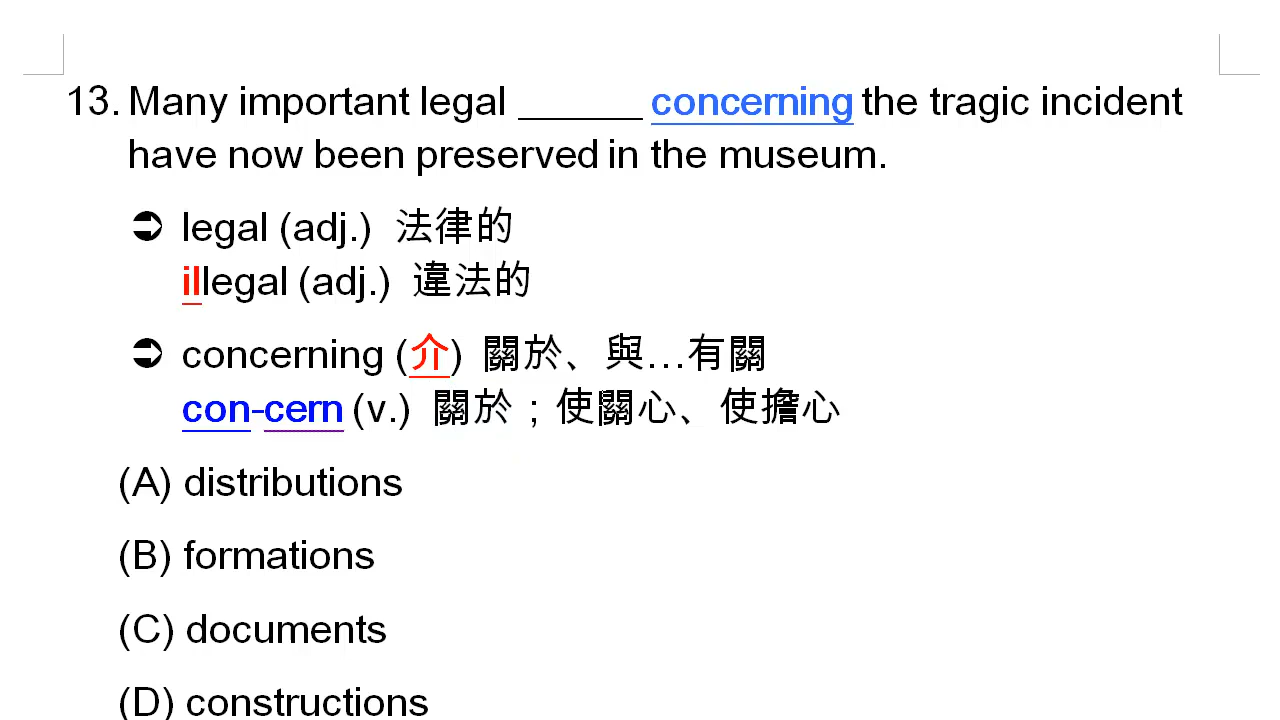 13. Many important legal ______ concerning the tragic incident
have now been preserved in the museum.
➲ legal (adj.) 法律的
illegal (adj.) 違法的
➲ concerning (介) 關於、與…有關
con-cern (v.) 關於；使關心、使擔心
(A) distributions
(B) formations
(C) documents
(D) constructions